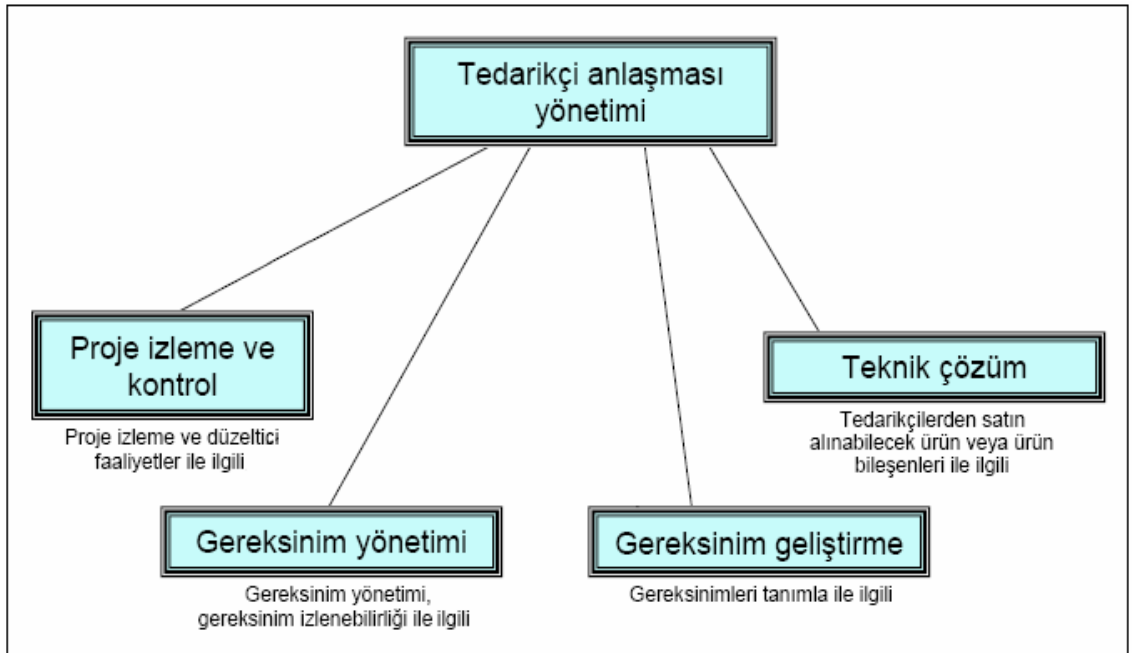 Tedarikçi anlaşması
yönetimi
Proje izleme ve
kontrol
Proje izleme ve düzeltici
faaliyetler ile ilgili
Teknik çözüm
Tedarikçilerden satın
alınabilecek ürün veya ürün
bileşenleri ile ilgili
Gereksinim yönetimi
Gereksinim yönetimi,
gereksinim izlenebilirliği ile ilgili
Gereksinim geliştirme
Gereksinimleri tanımla ile ilgili